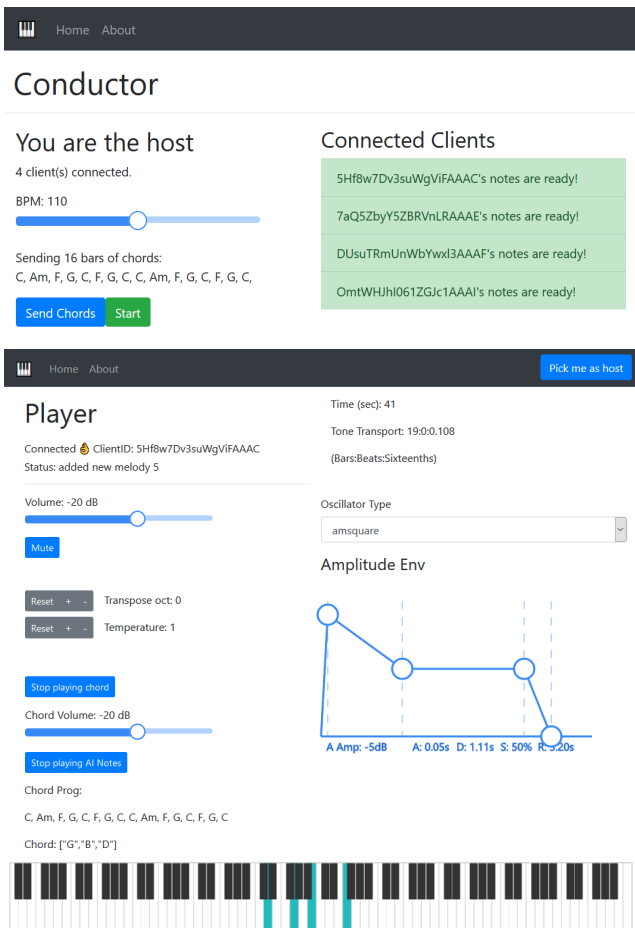 Home About
Conductor
You are the host
4 client(s) connected.
BPM: 110
Sending 16 bars of chords:
C, Am, F, G, C, F, G, C, C, Am, F, G, C, F, G, C,
Send Chords Start
Connected Clients
5Hf8w7Dv3suWgViFAAAC's notes are ready!
7aQ5ZbyY5ZBRVnLRAAAE's notes are ready!
DUsuTRmUnWbYwxl3AAAF's notes are ready!
OmtWHJhI061ZGJc1AAAI's notes are ready!
Home About
Pick me as host
Player
Connected 👌 ClientID: 5Hf8w7Dv3suWgViFAAAC
Status: added new melody 5
Volume: -20 dB
Mute
Reset + - Transpose oct: 0
Reset + - Temperature: 1
Stop playing chord
Chord Volume: -20 dB
Stop playing AI Notes
Chord Prog:
C, Am, F, G, C, F, G, C, C, Am, F, G, C, F, G, C
Chord: ["G","B","D"]
Time (sec): 41
Tone Transport: 19:0:0.108
(Bars:Beats:Sixteenths)
Oscillator Type
amsquare
Amplitude Env
A Amp: -5dB A: 0.05s D: 1.11s S: 50% R: 3.20s